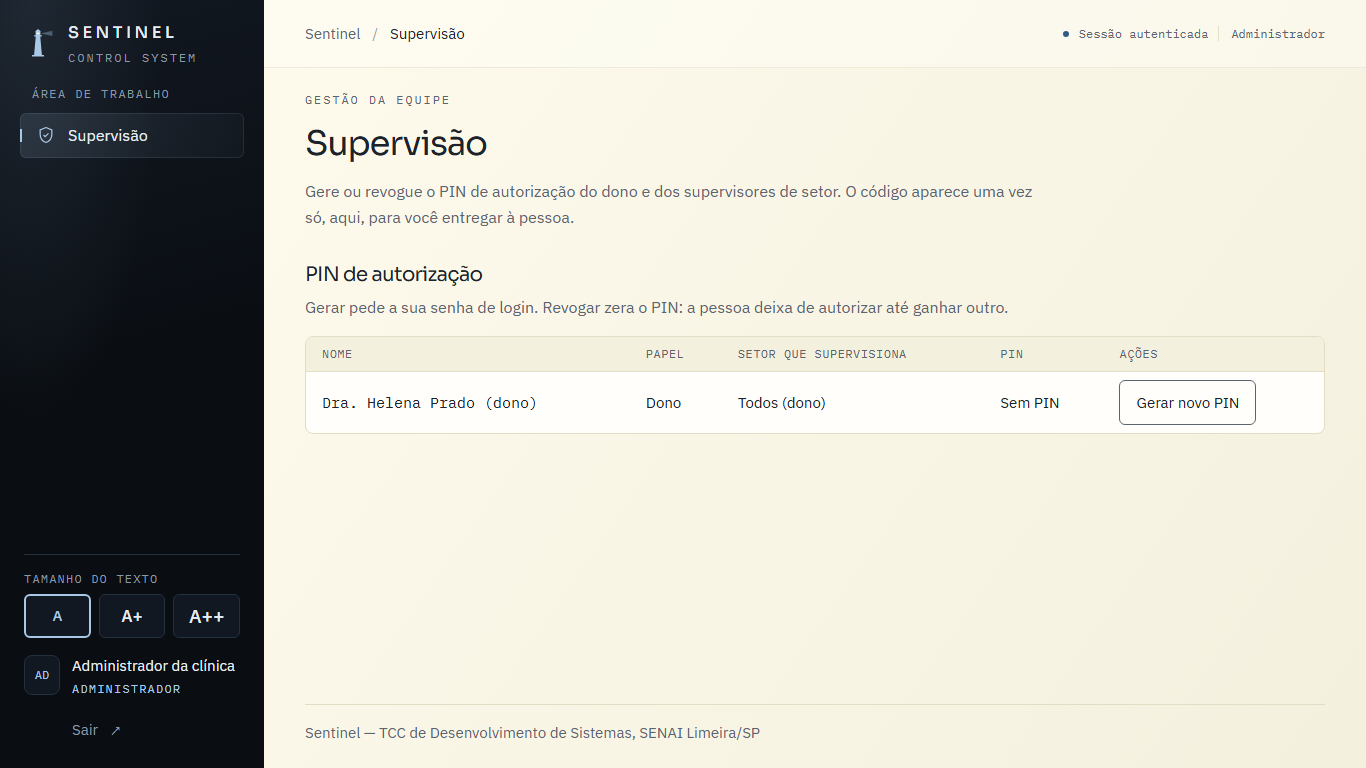 SENTINEL
CONTROL SYSTEM
ÁREA DE TRABALHO
Supervisão
TAMANHO DO TEXTO
A A+ A++
AD
Administrador da clínica
ADMINISTRADOR
Sair ↗
Sentinel / Supervisão
Sessão autenticada
Administrador
GESTÃO DA EQUIPE
Supervisão
Gere ou revogue o PIN de autorização do dono e dos supervisores de setor. O código aparece uma vez
só, aqui, para você entregar à pessoa.
PIN de autorização
Gerar pede a sua senha de login. Revogar zera o PIN: a pessoa deixa de autorizar até ganhar outro.
NOME PAPEL SETOR QUE SUPERVISIONA PIN AÇÕES
Dra. Helena Prado (dono) Dono Todos (dono) Sem PIN Gerar novo PIN
Sentinel — TCC de Desenvolvimento de Sistemas, SENAI Limeira/SP